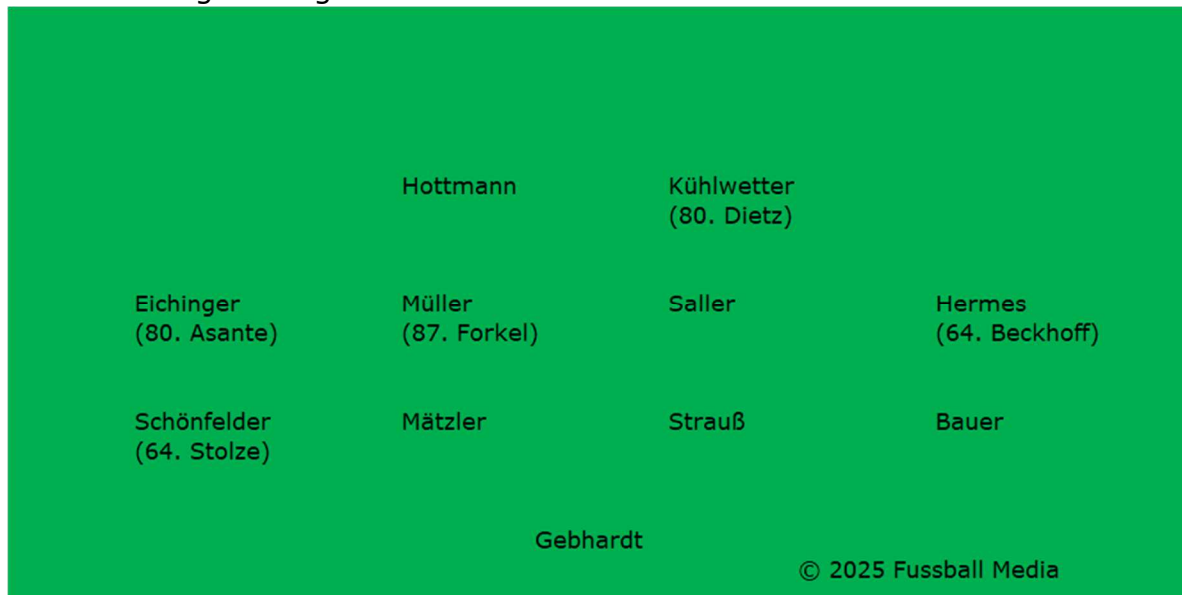 Hottmann Kühlwetter
(80. Dietz)
Eichinger Müller Saller Hermes
(80. Asante) (87. Forkel) (64. Beckhoff)
Schönfelder Mätzler Strauß Bauer
(64. Stolze)
Gebhardt
© 2025 Fussball Media